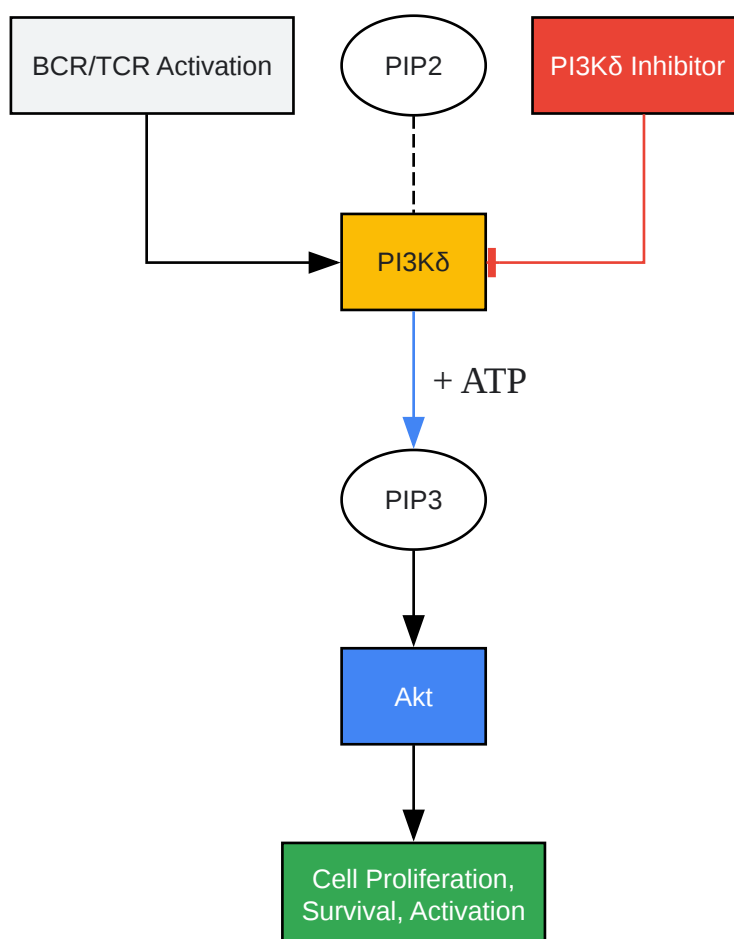 BCR/TCR Activation
PIP2
PI3Kδ Inhibitor
PI3Kδ
+ ATP
PIP3
Akt
Cell Proliferation,
Survival, Activation